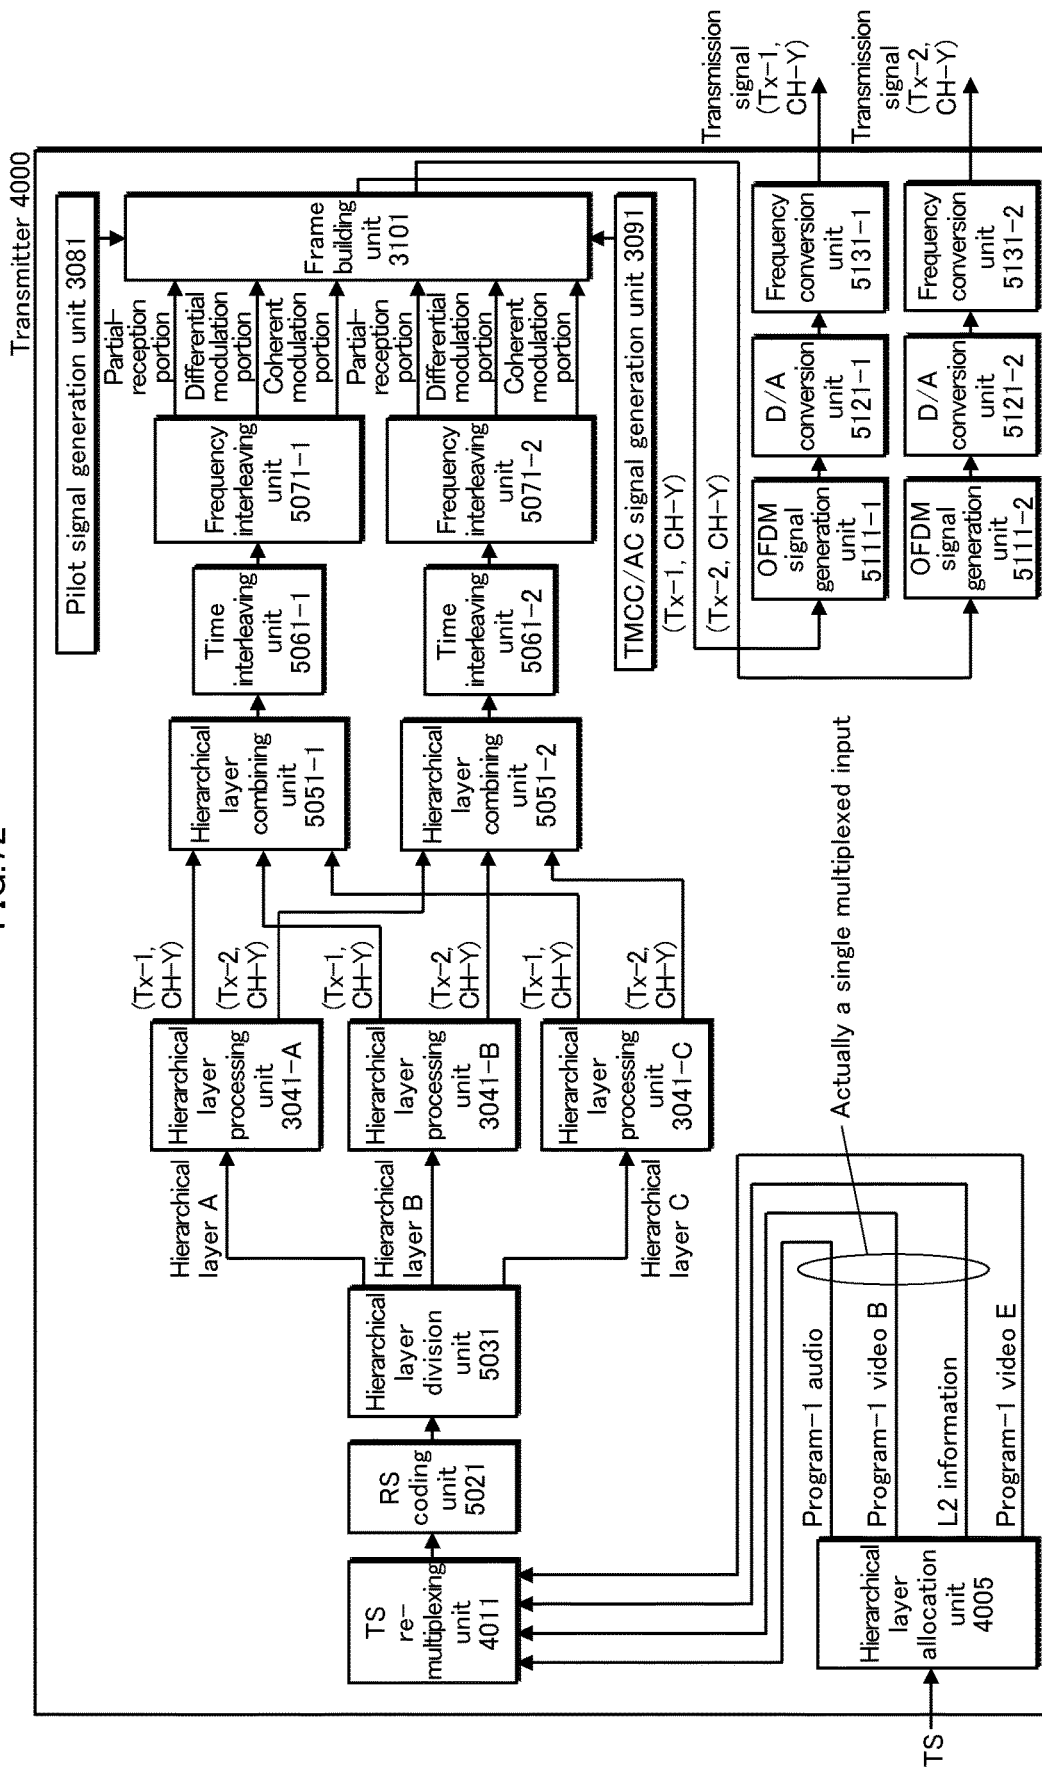 Transmitter 4000
Pilot signal generation unit 3081
Frame
building
unit
3101
TMCC/AC signal generation unit 3091
Partial-
reception
portion
Differential
modulation
portion
Coherent
modulation
portion
Partial-
reception
portion
Differential
modulation
portion
Coherent
modulation
portion
Frequency
interleaving
unit
5071-1
Frequency
interleaving
unit
5071-2
Time
interleaving
unit
5061-1
Time
interleaving
unit
5061-2
Hierarchical
layer
combining
unit
5051-1
Hierarchical
layer
combining
unit
5051-2
(Tx-1,
CH-Y)
(Tx-2,
CH-Y)
(Tx-1,
CH-Y)
(Tx-2,
CH-Y)
(Tx-1,
CH-Y)
(Tx-2,
CH-Y)
Hierarchical
layer
processing
unit
3041-A
Hierarchical
layer
processing
unit
3041-B
Hierarchical
layer
processing
unit
3041-C
Hierarchical
layer A
Hierarchical
layer B
Hierarchical
layer C
Hierarchical
layer
division
unit
5031
RS
coding
unit
5021
TS
re-
multiplexing
unit
4011
TS
Hierarchical
layer
allocation
unit
4005
Program-1 audio
Program-1 video B
L2 information
Program-1 video E
Actually a single multiplexed input
(Tx-1, CH-Y)
(Tx-2, CH-Y)
OFDM
signal
generation
unit
5111-1
OFDM
signal
generation
unit
5111-2
D/A
conversion
unit
5121-1
D/A
conversion
unit
5121-2
Frequency
conversion
unit
5131-1
Frequency
conversion
unit
5131-2
Transmission
signal
(Tx-1,
CH-Y)
Transmission
signal
(Tx-2,
CH-Y)